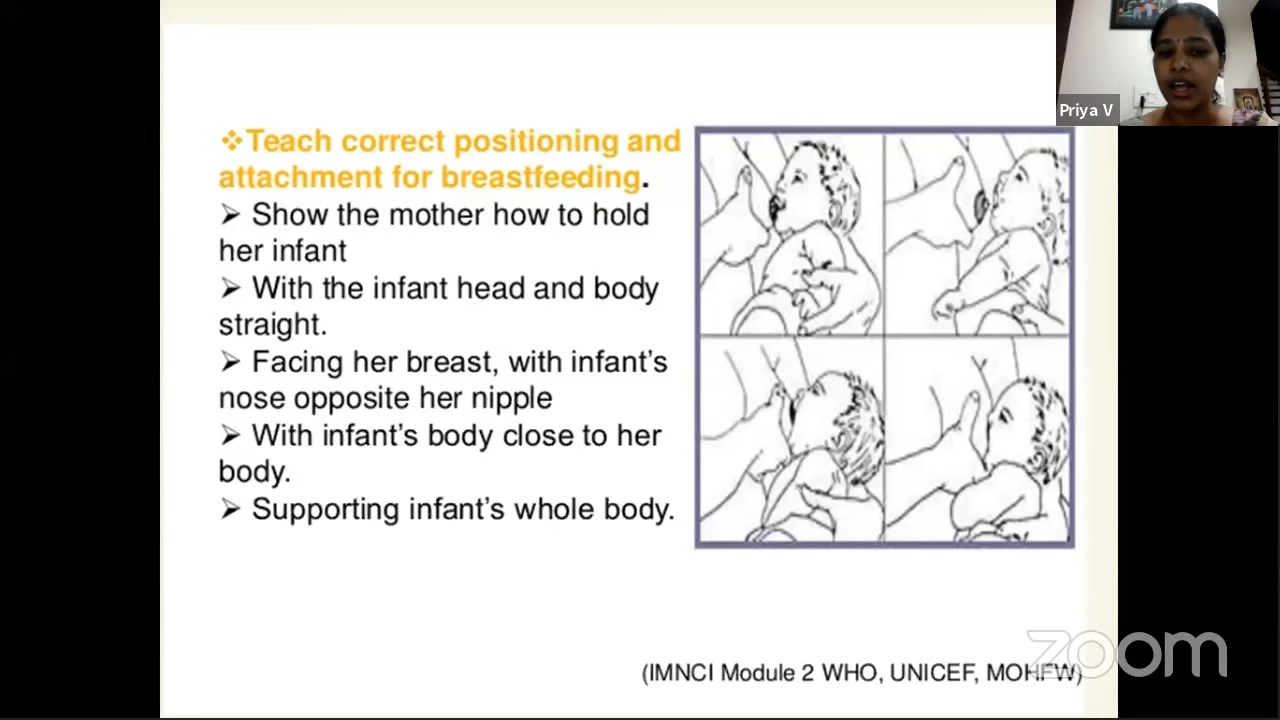 ❖Teach correct positioning and
attachment for breastfeeding.
➢ Show the mother how to hold
her infant
➢ With the infant head and body
straight.
➢ Facing her breast, with infant's
nose opposite her nipple
➢ With infant's body close to her
body.
➢ Supporting infant's whole body.
(IMNCI Module 2 WHO, UNICEF, MOHFW)
Priya V
zoom